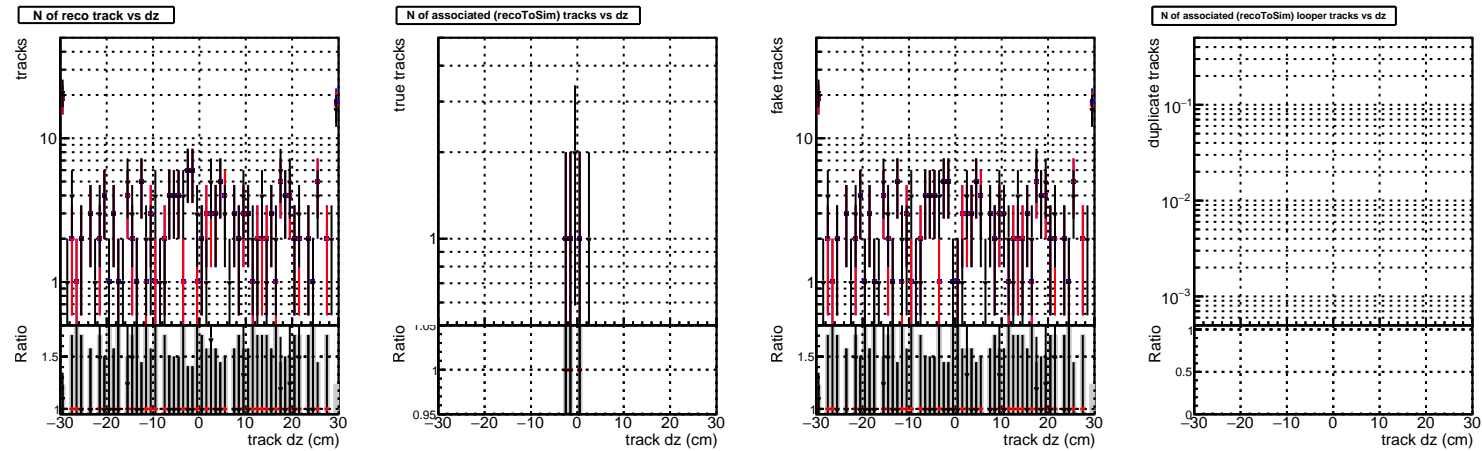 N of reco track vs dz
tracks
10
1
Ratio
1.5
1
−30 −20 −10 0 10 20 30
track dz (cm)
N of associated (recoToSim) tracks vs dz
true tracks
1
Ratio
1.05
1
0.95
−30 −20 −10 0 10 20 30
track dz (cm)
fake tracks
10
1
Ratio
1.5
1
−30 −20 −10 0 10 20 30
track dz (cm)
N of associated (recoToSim) looper tracks vs dz
duplicate tracks
10⁻¹
10⁻²
10⁻³
Ratio
1
0.5
0
−30 −20 −10 0 10 20 30
track dz (cm)